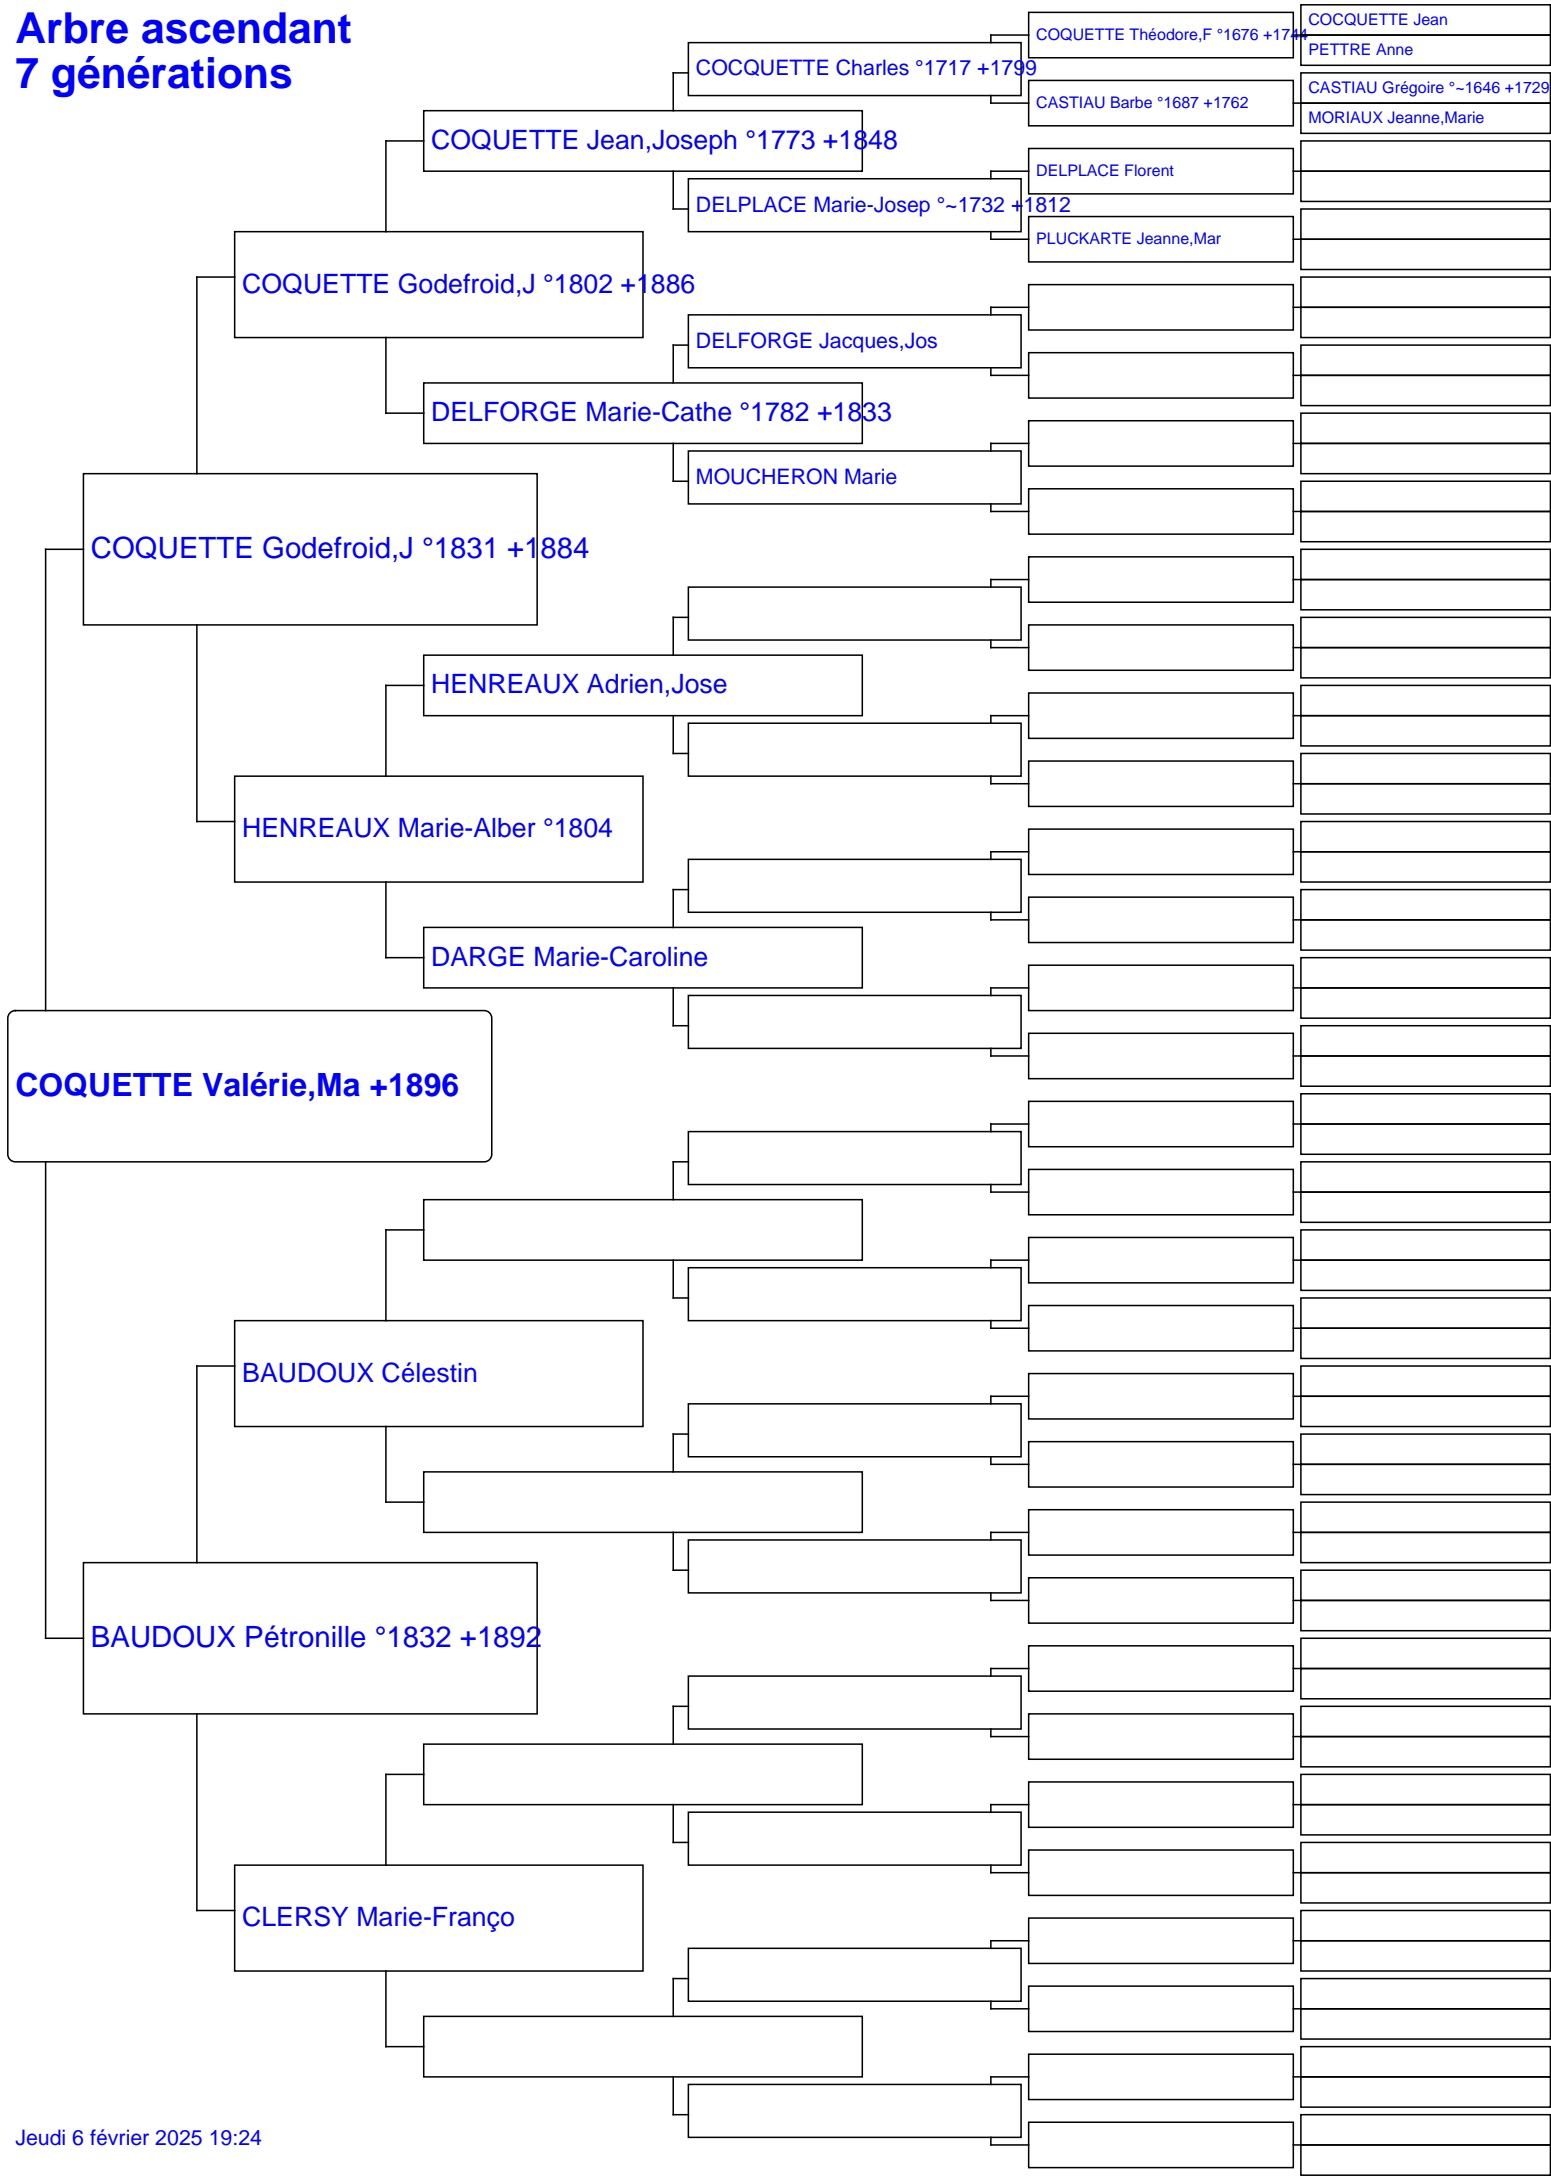 Arbre ascendant
7 générations
COCQUETTE Jean
COQUETTE Théodore,F °1676 +1744
PETTRE Anne
COCQUETTE Charles °1717 +1799
CASTIAU Grégoire °~1646 +1729
CASTIAU Barbe °1687 +1762
MORIAUX Jeanne,Marie
COQUETTE Jean,Joseph °1773 +1848
DELPLACE Florent
DELPLACE Marie-Josep °~1732 +1812
PLUCKARTE Jeanne,Mar
COQUETTE Godefroid,J °1802 +1886
DELFORGE Jacques,Jos
DELFORGE Marie-Cathe °1782 +1833
MOUCHERON Marie
COQUETTE Godefroid,J °1831 +1884
HENREAUX Adrien,Jose
HENREAUX Marie-Alber °1804
DARGE Marie-Caroline
COQUETTE Valérie,Ma +1896
BAUDOUX Célestin
BAUDOUX Pétronille °1832 +1892
CLERSY Marie-Franço
Jeudi 6 février 2025 19:24